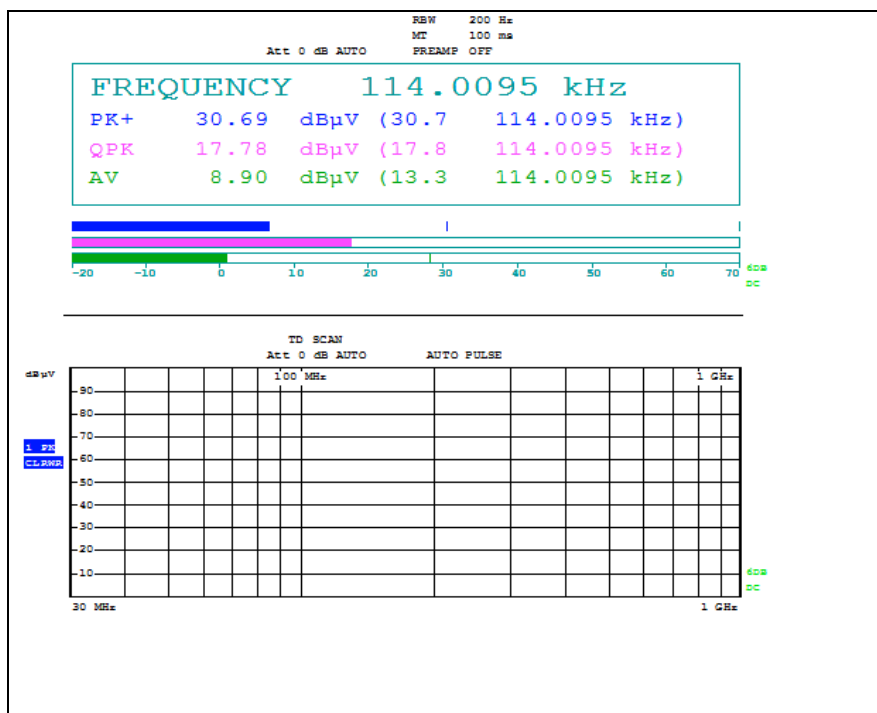 RBW 200 Hz
MT 100 ms
Att 0 dB AUTO PREAMP OFF
FREQUENCY 114.0095 kHz
PK+ 30.69 dBµV (30.7 114.0095 kHz)
QPK 17.78 dBµV (17.8 114.0095 kHz)
AV 8.90 dBµV (13.3 114.0095 kHz)
-20 -10 0 10 20 30 40 50 60 70
6DB
DC
TD SCAN
Att 0 dB AUTO AUTO PULSE
dBµV
100 MHz 1 GHz
90
80
70
1 PK
60
CLRWR
50
40
30
20
10
6DB
DC
30 MHz 1 GHz